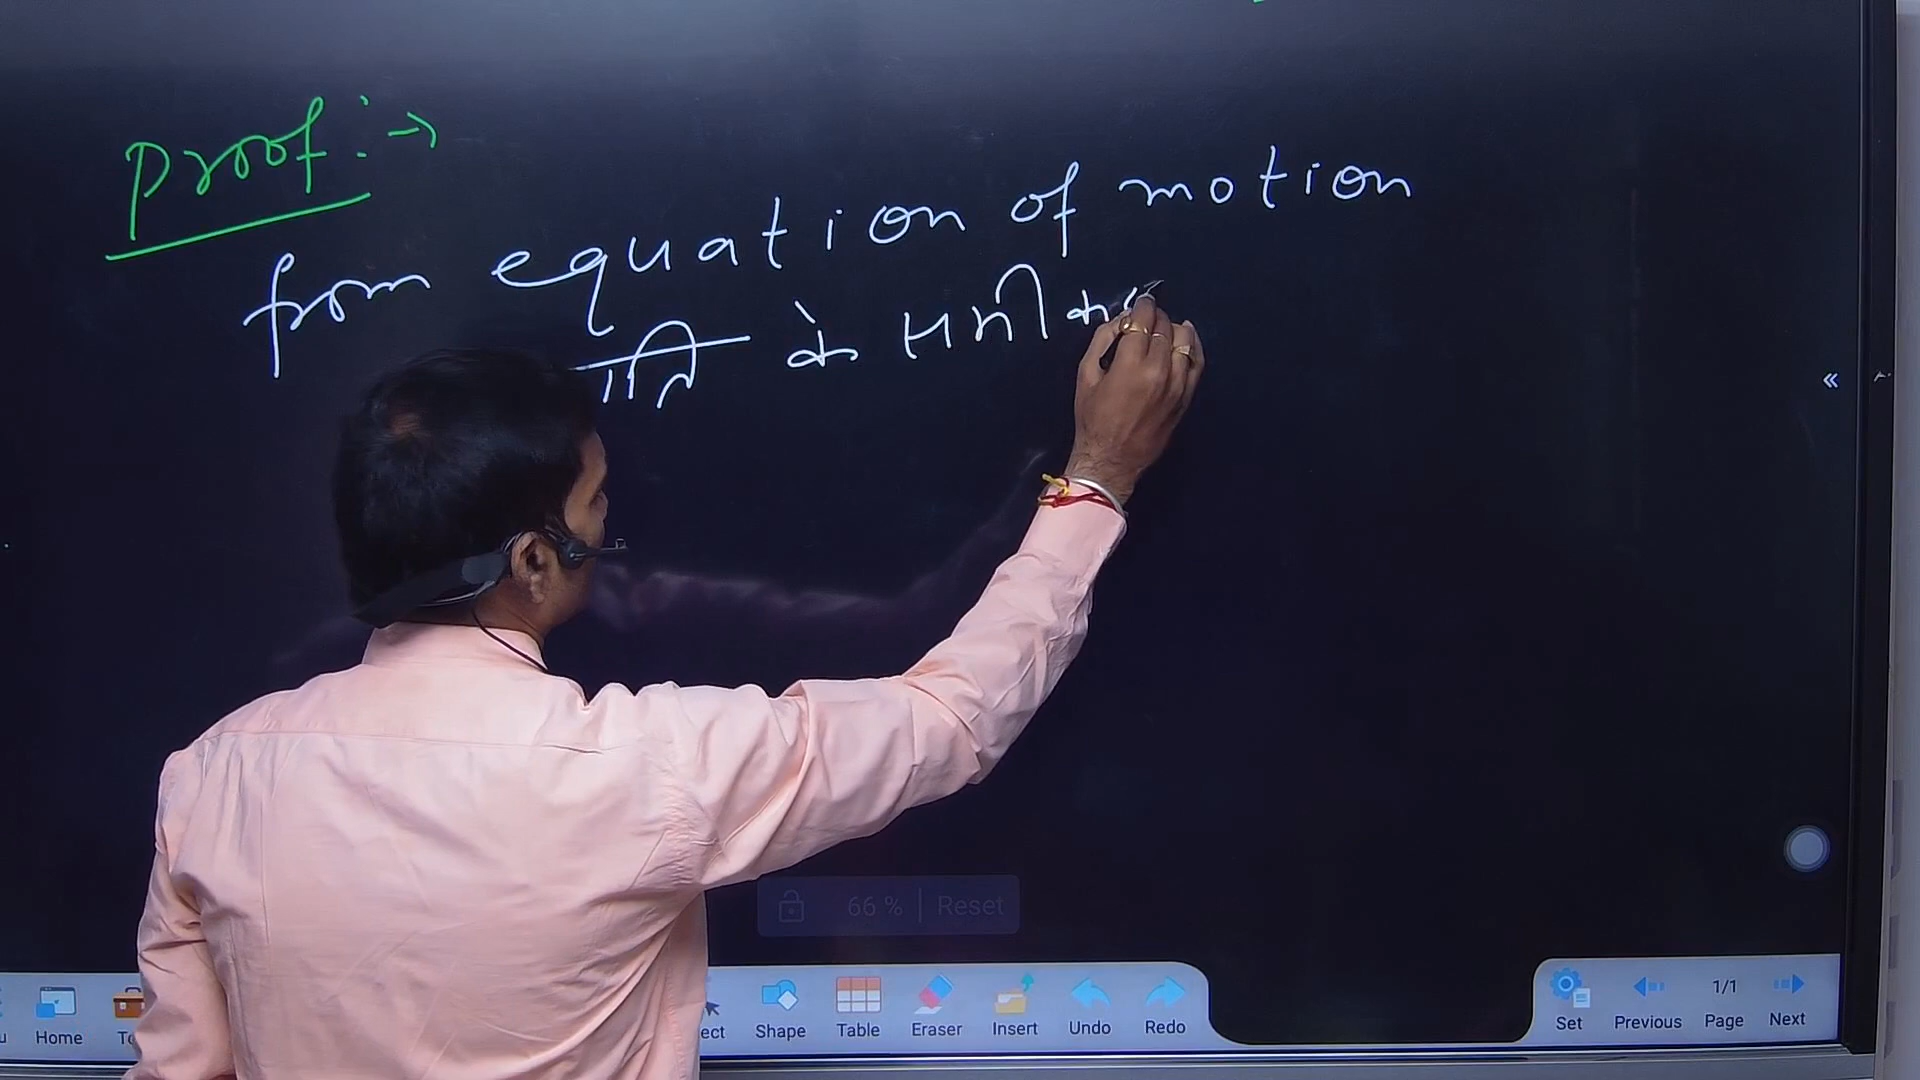 Proof :→
from equation of motion
गति के समी
66 % | Reset
Home
ect Shape Table Eraser Insert Undo Redo
Set Previous 1/1 Page Next